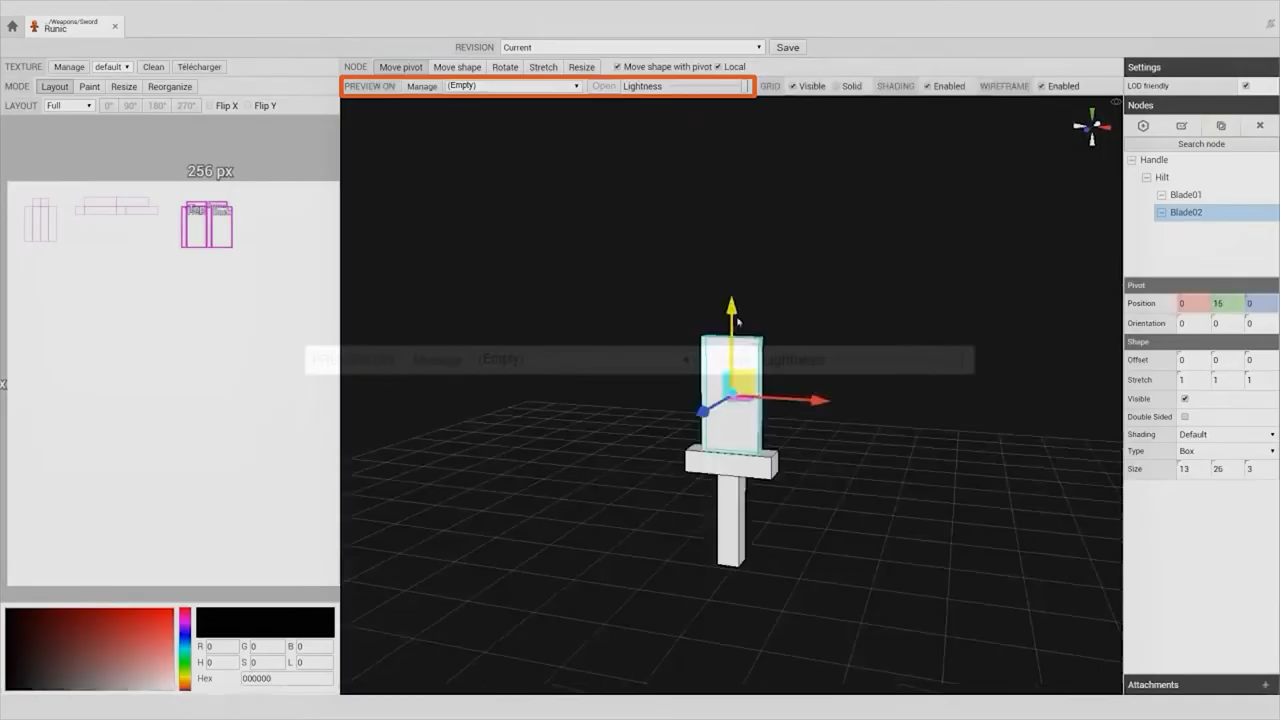 ../Weapons/Sword
Runic
REVISION Current Save
TEXTURE Manage default Clean Télécharger
NODE Move pivot Move shape Rotate Stretch Resize Move shape with pivot Local
Settings
MODE Layout Paint Resize Reorganize
PREVIEW ON Manage (Empty) Open Lightness
GRID Visible Solid SHADING Enabled WIREFRAME Enabled
LOD friendly
LAYOUT Full 0° 90° 180° 270° Flip X Flip Y
Nodes
Search node
Handle
Hilt
Blade01
Blade02
256 px
Pivot
Position 0 16 0
Orientation 0 0 0
Shape
Offset 0 0 0
Stretch 1 1 1
Visible
Double Sided
Shading Default
Type Box
Size 13 26 3
(Empty)
Lightness
R 0 G 0 B 0
H 0 S 0 L 0
Hex 000000
Attachments +